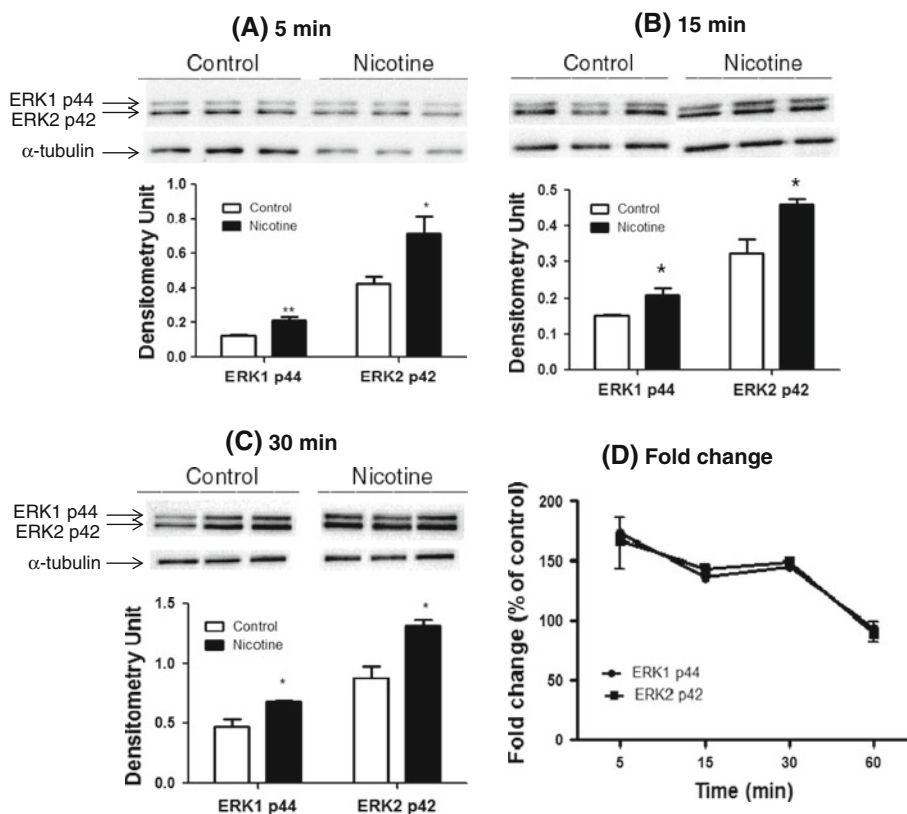 (A) 5 min
Control Nicotine
ERK1 p44
ERK2 p42
α-tubulin
Densitometry Unit
1.0
0.8
0.6
0.4
0.2
0.0
Control
Nicotine
**
*
ERK1 p44 ERK2 p42
(B) 15 min
Control Nicotine
Densitometry Unit
0.5
0.4
0.3
0.2
0.1
0.0
Control
Nicotine
*
*
ERK1 p44 ERK2 p42
(C) 30 min
Control Nicotine
ERK1 p44
ERK2 p42
α-tubulin
Densitometry Unit
1.5
1.0
0.5
0.0
Control
Nicotine
*
*
ERK1 p44 ERK2 p42
(D) Fold change
Fold change (% of control)
200
150
100
50
0
ERK1 p44
ERK2 p42
5 15 30 60
Time (min)